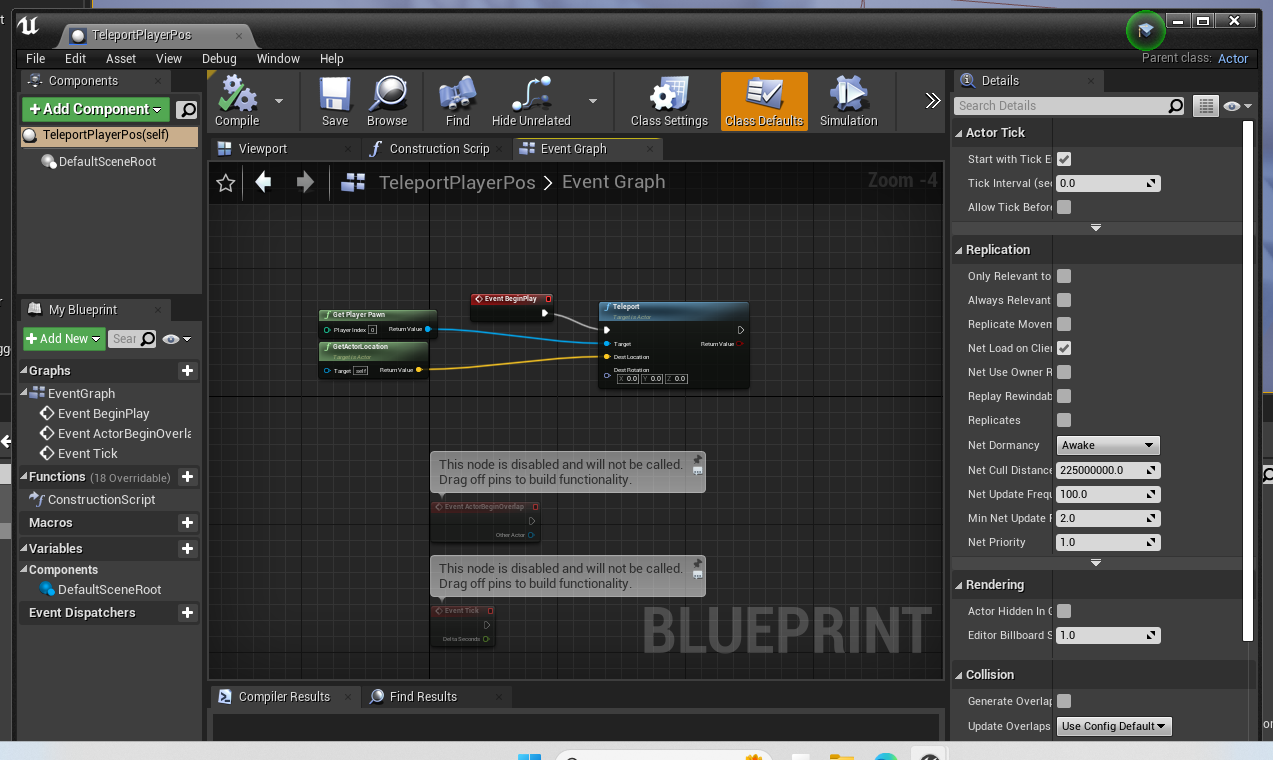 TeleportPlayerPos
File Edit Asset View Debug Window Help
Parent class: Actor
Components
+Add Component
TeleportPlayerPos(self)
DefaultSceneRoot
Compile Save Browse Find Hide Unrelated Class Settings Class Defaults Simulation
Viewport Construction Scrip Event Graph
TeleportPlayerPos > Event Graph
Zoom -4
Event BeginPlay
Get Player Pawn
Player Index 0 Return Value
GetActorLocation
Target is Actor
Target self Return Value
Teleport
Target is Actor
Target Return Value
Dest Location
Dest Rotation
X 0.0 Y 0.0 Z 0.0
This node is disabled and will not be called.
Drag off pins to build functionality.
Event ActorBeginOverlap
Other Actor
This node is disabled and will not be called.
Drag off pins to build functionality.
Event Tick
Delta Seconds
BLUEPRINT
My Blueprint
+Add New Sear
Graphs
EventGraph
Event BeginPlay
Event ActorBeginOverla
Event Tick
Functions (18 Overridable)
ConstructionScript
Macros
Variables
Components
DefaultSceneRoot
Event Dispatchers
Compiler Results Find Results
Details
Search Details
Actor Tick
Start with Tick E
Tick Interval (sec 0.0
Allow Tick Before
Replication
Only Relevant to
Always Relevant
Replicate Movem
Net Load on Clie
Net Use Owner R
Replay Rewindab
Replicates
Net Dormancy Awake
Net Cull Distance 225000000.0
Net Update Frequ 100.0
Min Net Update F 2.0
Net Priority 1.0
Rendering
Actor Hidden In G
Editor Billboard S 1.0
Collision
Generate Overlap
Update Overlaps Use Config Default